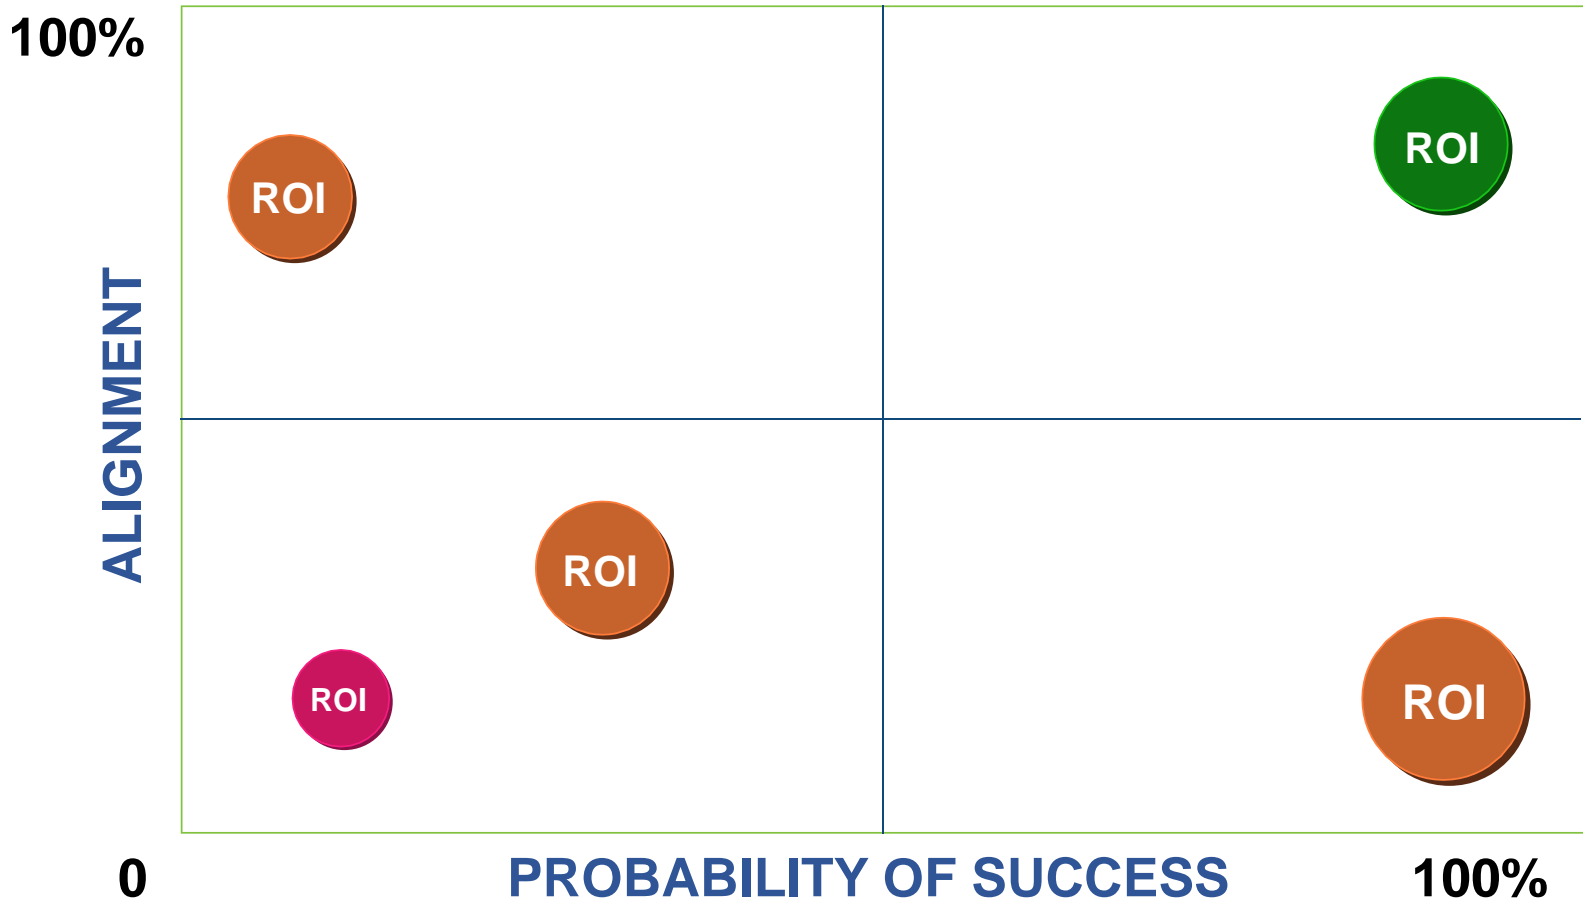 100%
ROI
ROI
ALIGNMENT
ROI
ROI
ROI
0
PROBABILITY OF SUCCESS
100%